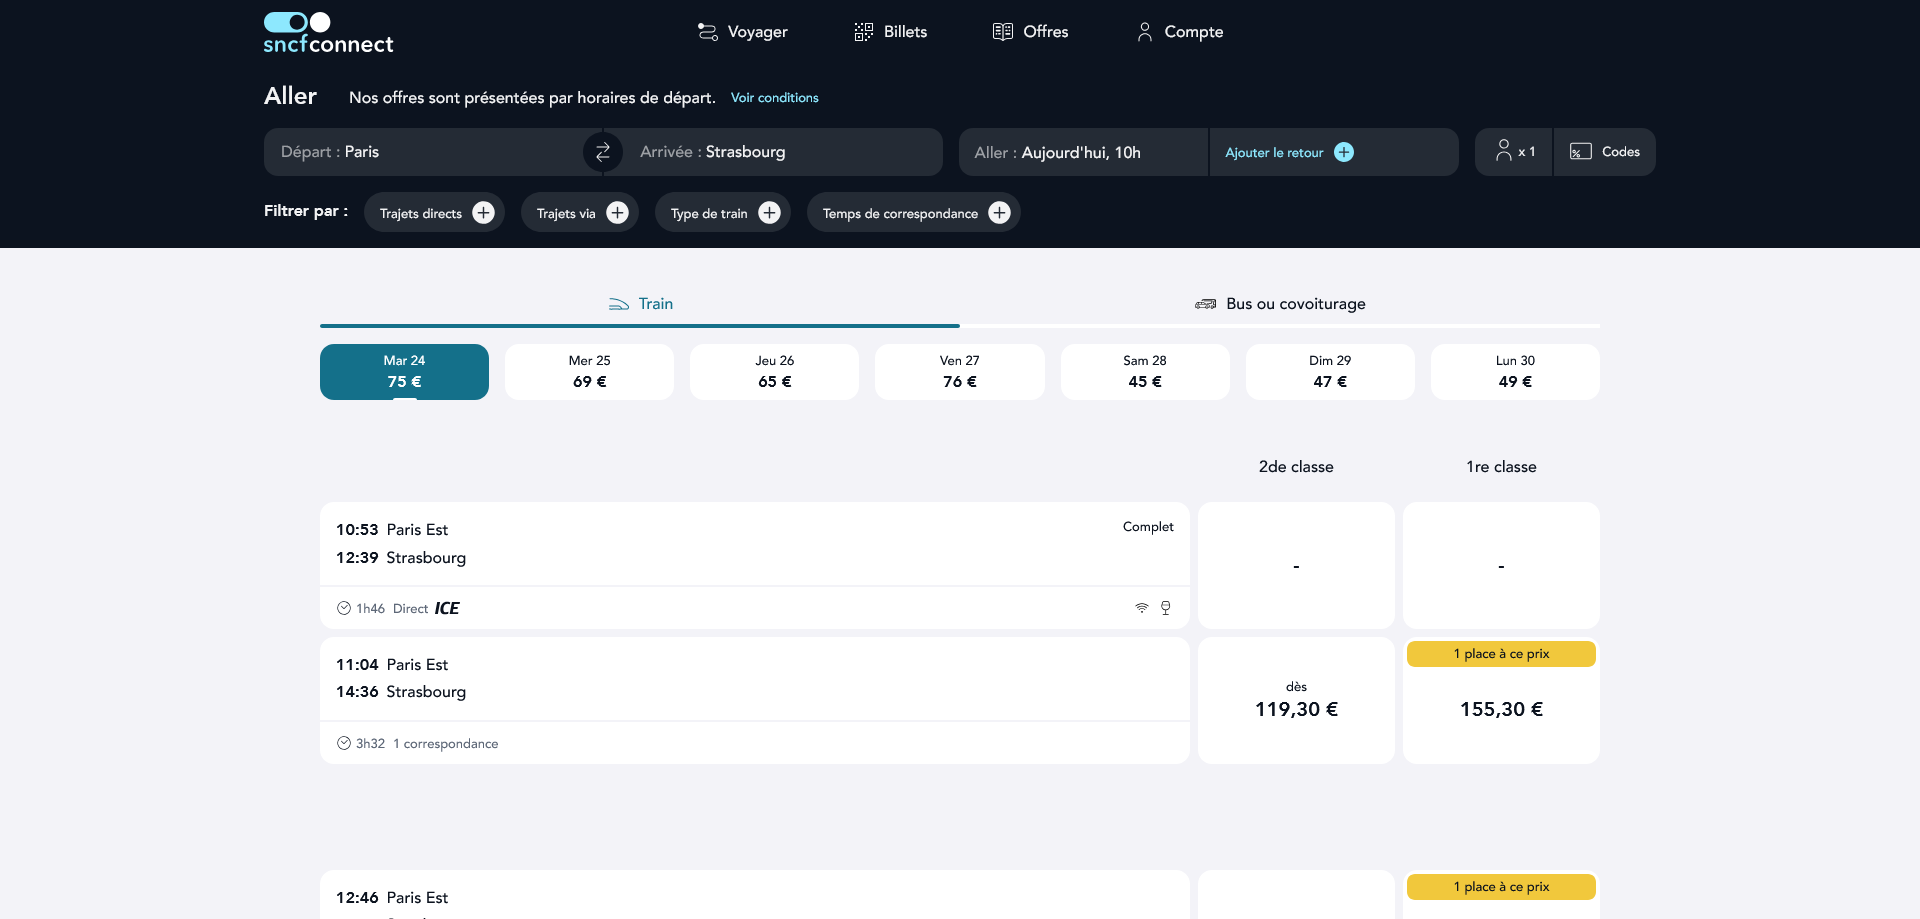 sncfconnect
Voyager
Billets
Offres
Compte
Aller
Nos offres sont présentées par horaires de départ. Voir conditions
Départ : Paris
Arrivée : Strasbourg
Aller : Aujourd'hui, 10h
Ajouter le retour
x 1
Codes
Filtrer par :
Trajets directs
Trajets via
Type de train
Temps de correspondance
Train
Bus ou covoiturage
Mar 24
75 €
Mer 25
69 €
Jeu 26
65 €
Ven 27
76 €
Sam 28
45 €
Dim 29
47 €
Lun 30
49 €
2de classe
1re classe
10:53 Paris Est
Complet
12:39 Strasbourg
1h46 Direct ICE
-
-
11:04 Paris Est
14:36 Strasbourg
3h32 1 correspondance
dès
119,30 €
1 place à ce prix
155,30 €
12:46 Paris Est
1 place à ce prix